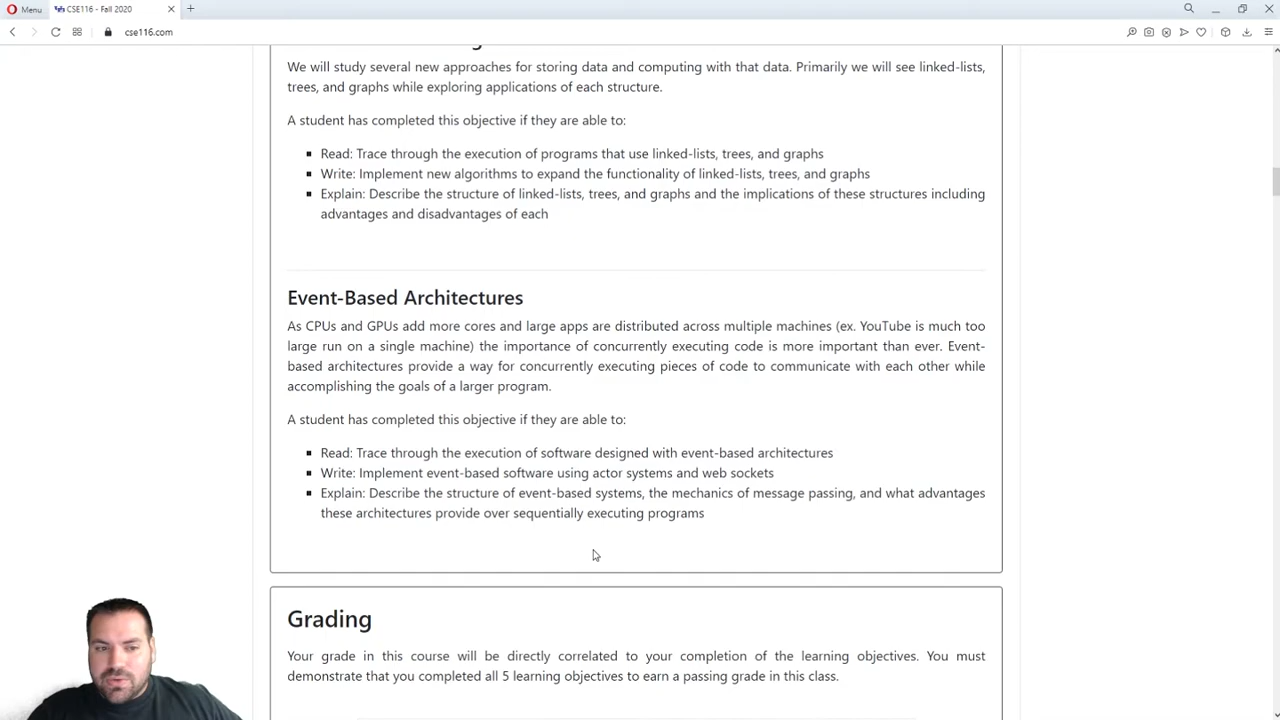 Menu
CSE116 - Fall 2020
cse116.com
We will study several new approaches for storing data and computing with that data. Primarily we will see linked-lists,
trees, and graphs while exploring applications of each structure.
A student has completed this objective if they are able to:
Read: Trace through the execution of programs that use linked-lists, trees, and graphs
Write: Implement new algorithms to expand the functionality of linked-lists, trees, and graphs
Explain: Describe the structure of linked-lists, trees, and graphs and the implications of these structures including
advantages and disadvantages of each
Event-Based Architectures
As CPUs and GPUs add more cores and large apps are distributed across multiple machines (ex. YouTube is much too
large run on a single machine) the importance of concurrently executing code is more important than ever. Event-
based architectures provide a way for concurrently executing pieces of code to communicate with each other while
accomplishing the goals of a larger program.
A student has completed this objective if they are able to:
Read: Trace through the execution of software designed with event-based architectures
Write: Implement event-based software using actor systems and web sockets
Explain: Describe the structure of event-based systems, the mechanics of message passing, and what advantages
these architectures provide over sequentially executing programs
Grading
Your grade in this course will be directly correlated to your completion of the learning objectives. You must
demonstrate that you completed all 5 learning objectives to earn a passing grade in this class.